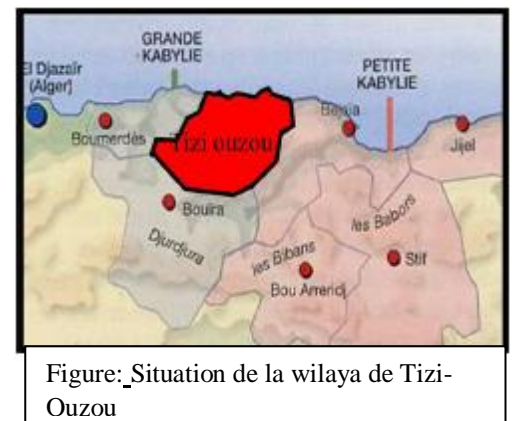 GRANDE
KABYLIE
El Djazaïr
(Alger)
PETITE
KABYLIE
Boumerdès
Tizi ouzou
Bejaia
Jijel
Bouira
Djurdjura
les Babors
les Bibans
Stif
Bou Arreridj
Figure: Situation de la wilaya de Tizi-
Ouzou